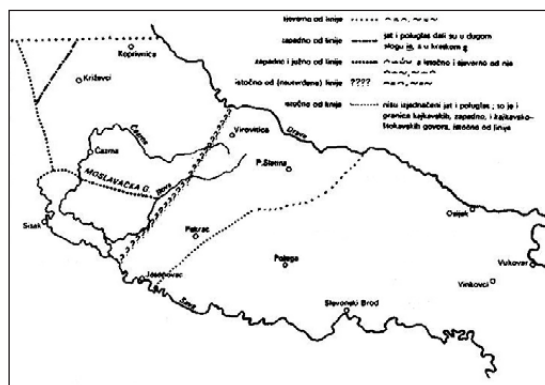 sjeverno od linije
zapadno od linije
jat i poluglas dali su u dugom
slogu ie, a u kratkom e
zapadno i južno od linije
a istočno i sjeverno od nje
istočno od (neutvrđene) linije ????
istočno od linije
nisu izjednačeni jat i poluglas; to je i
granica kajkavskih, zapadno, i kajkavsko-
štokavskih govora, istočno od linije
Koprivnica
Križevci
Čazma
Čazma
Virovitica
Drava
P. Slatina
MOSLAVAČKA G.
Ilova
Sisak
Pakrac
Osijek
Požega
Vukovar
Vinkovci
Jasenovac
Sava
Slavonski Brod